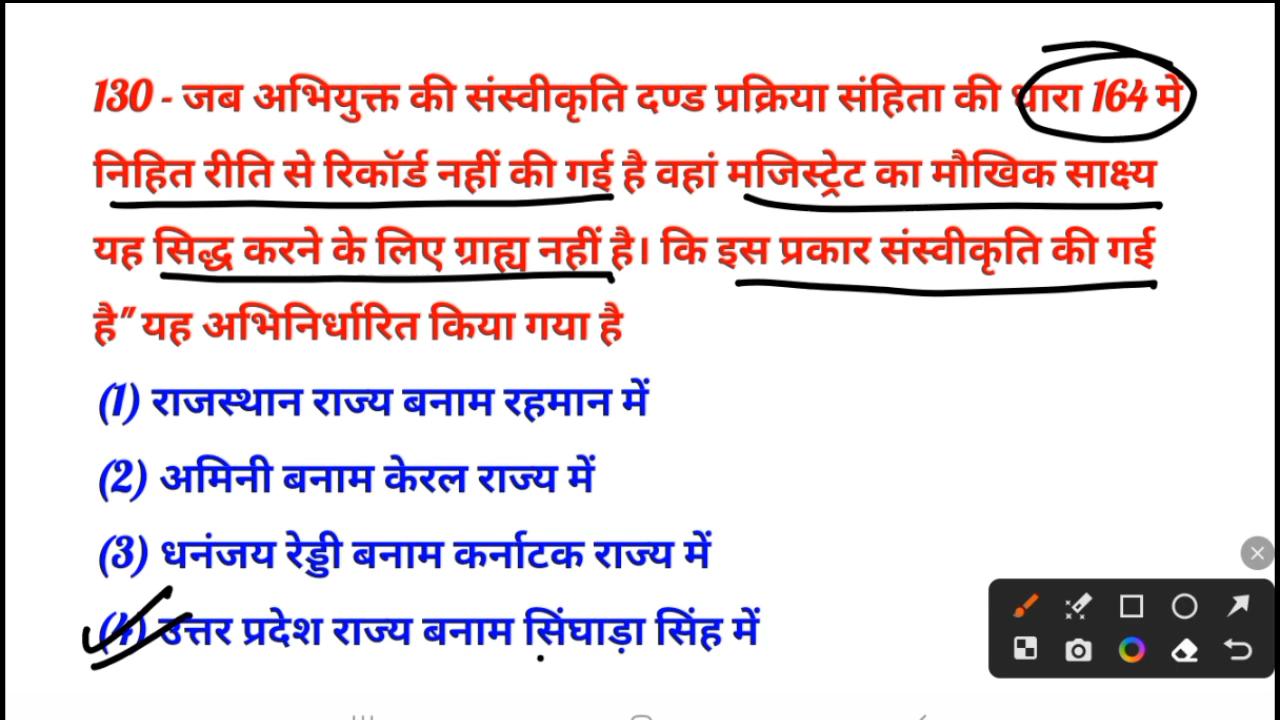 130 - जब अभियुक्त की संस्वीकृति दण्ड प्रक्रिया संहिता की धारा 164 में
निहित रीति से रिकॉर्ड नहीं की गई है वहां मजिस्ट्रेट का मौखिक साक्ष्य
यह सिद्ध करने के लिए ग्राह्य नहीं है। कि इस प्रकार संस्वीकृति की गई
है” यह अभिनिर्धारित किया गया है
(1) राजस्थान राज्य बनाम रहमान में
(2) अमिनी बनाम केरल राज्य में
(3) धनंजय रेड्डी बनाम कर्नाटक राज्य में
(4) उत्तर प्रदेश राज्य बनाम सिंघाड़ा सिंह में